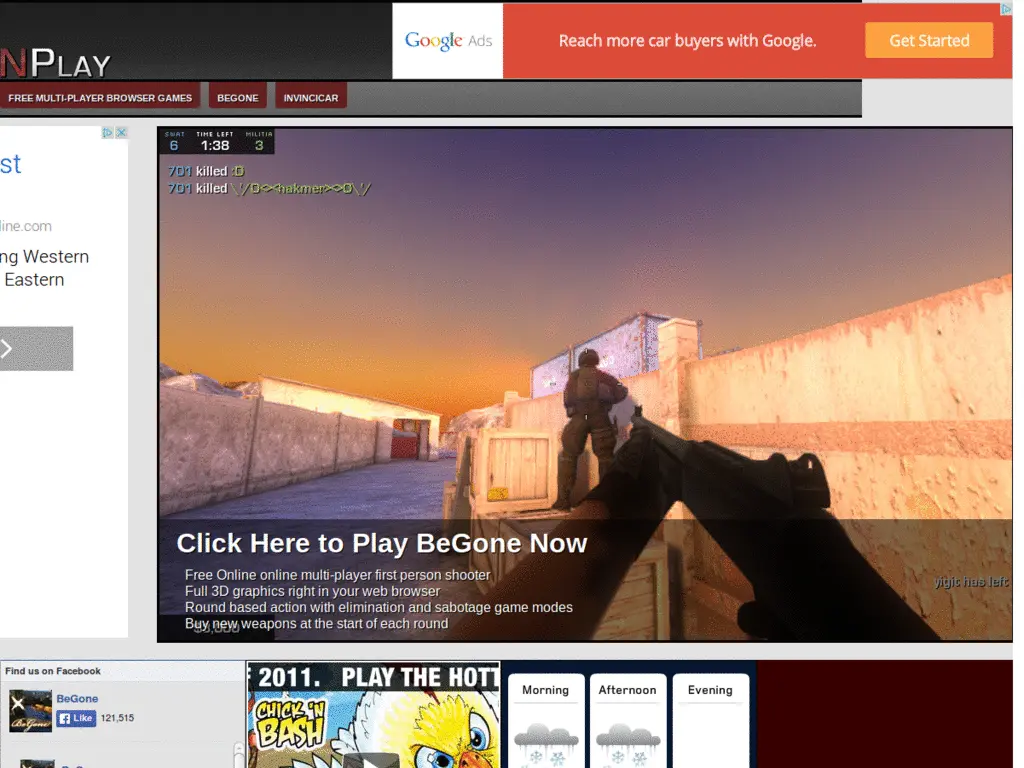 NPLAY
Google Ads
Reach more car buyers with Google.
Get Started
FREE MULTI-PLAYER BROWSER GAMES
BEGONE
INVINCICAR
st
line.com
ng Western
Eastern
SWAT TIME LEFT MILITIA
6 1:38 3
701 killed :D
701 killed \'/D<><hakmer><>D\'/
Click Here to Play BeGone Now
Free Online online multi-player first person shooter
Full 3D graphics right in your web browser
Round based action with elimination and sabotage game modes
Buy new weapons at the start of each round
yigit has left
Find us on Facebook
BeGone
Like 121,515
2011. PLAY THE HOTT
CHICK 'N
BASH
Morning
Afternoon
Evening